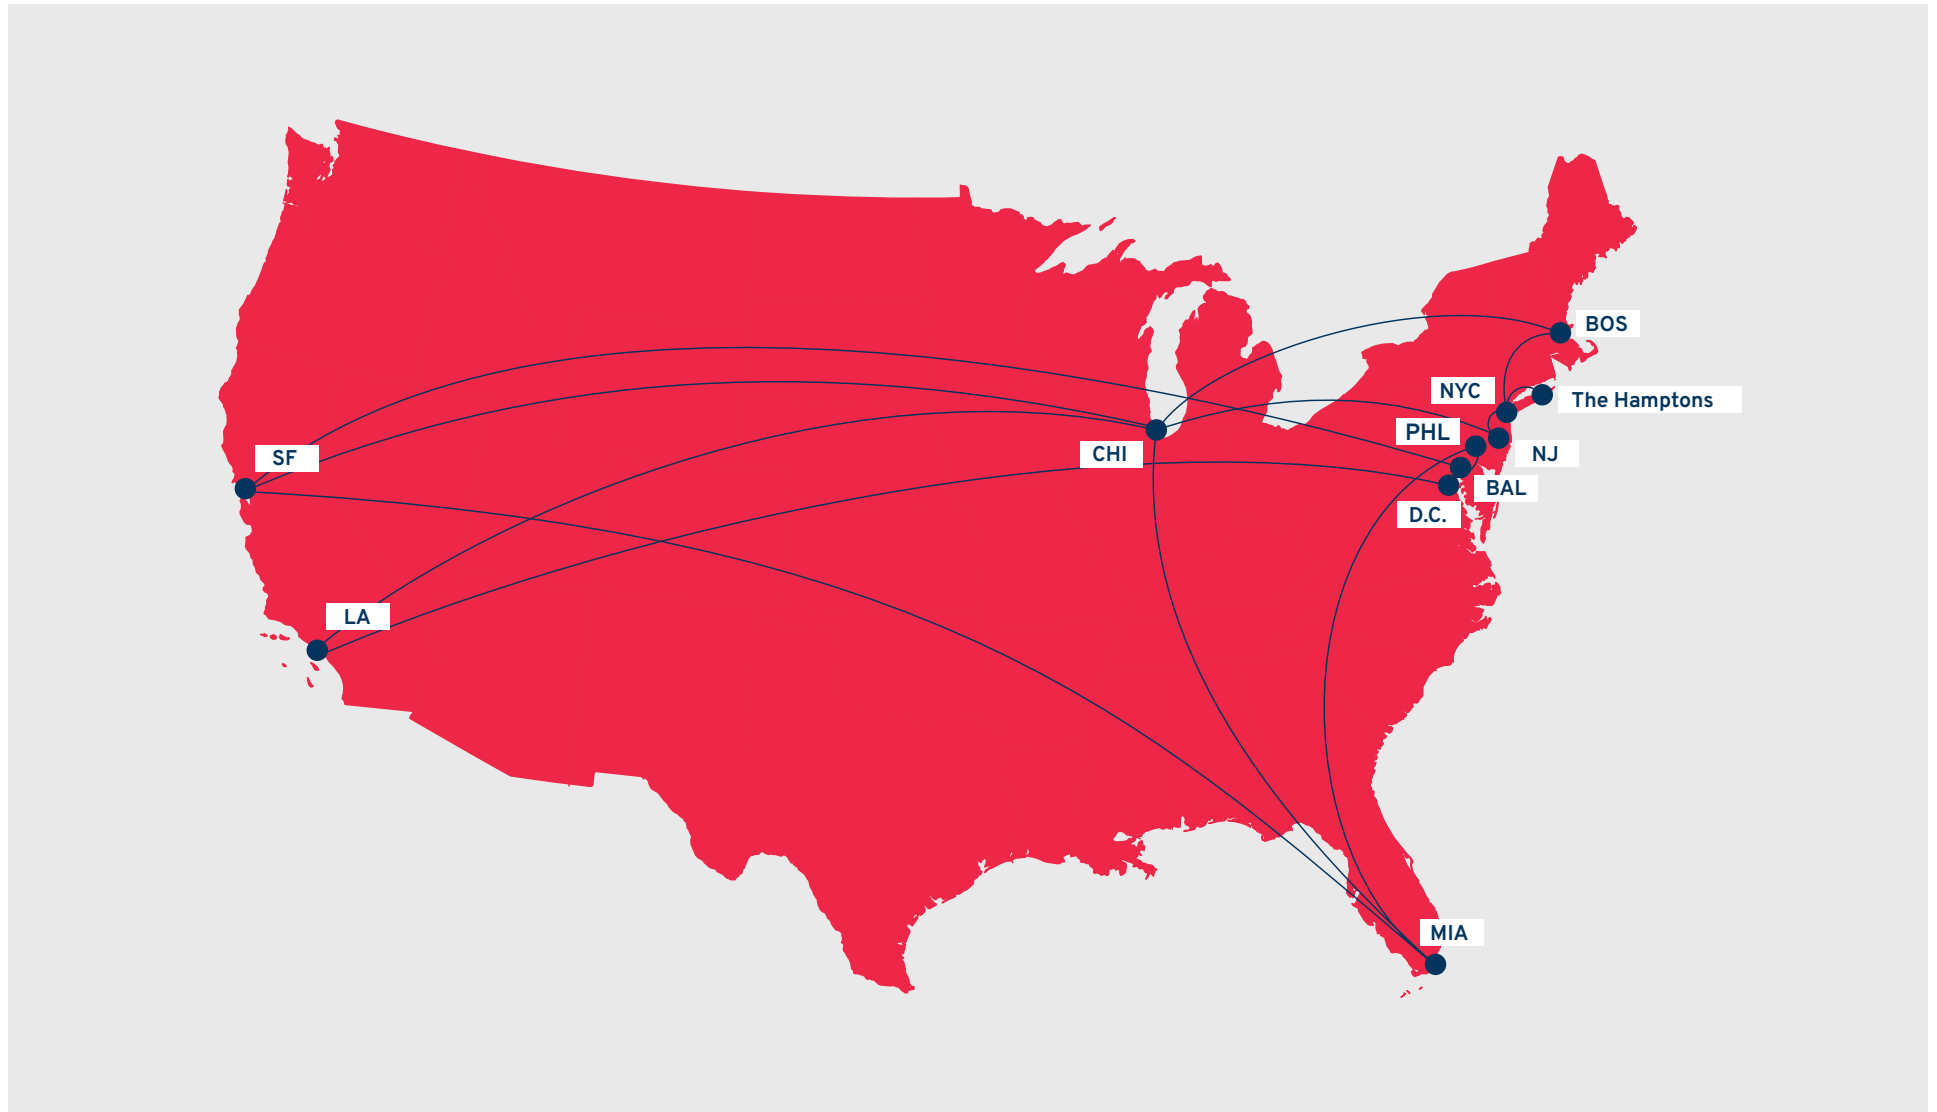 BOS
NYC
The Hamptons
PHL
CHI
NJ
SF
BAL
D.C.
LA
MIA